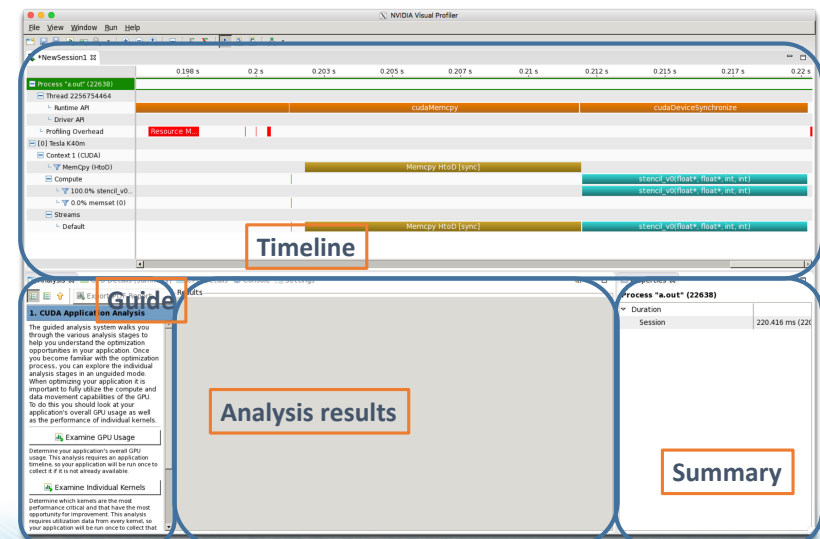 NVIDIA Visual Profiler
File View Window Run Help
*NewSession1
0.198 s 0.2 s 0.203 s 0.205 s 0.207 s 0.21 s 0.212 s 0.215 s 0.217 s 0.22 s
Process "a.out" (22638)
Thread 2256754464
Runtime API cudaMemcpy cudaDeviceSynchronize
Driver API
Profiling Overhead Resource M...
[0] Tesla K40m
Context 1 (CUDA)
MemCpy (HtoD) Memcpy HtoD [sync]
Compute stencil_v0(float*, float*, int, int)
100.0% stencil_v0... stencil_v0(float*, float*, int, int)
0.0% memset (0)
Streams
Default Memcpy HtoD [sync] stencil_v0(float*, float*, int, int)
Timeline
Guide
Results
1. CUDA Application Analysis
The guided analysis system walks you
through the various analysis stages to
help you understand the optimization
opportunities in your application. Once
you become familiar with the optimization
process, you can explore the individual
analysis stages in an unguided mode.
When optimizing your application it is
important to fully utilize the compute and
data movement capabilities of the GPU.
To do this you should look at your
application's overall GPU usage as well
as the performance of individual kernels.
Examine GPU Usage
Determine your application's overall GPU
usage. This analysis requires an application
timeline, so your application will be run once to
collect it if it is not already available.
Examine Individual Kernels
Determine which kernels are the most
performance critical and that have the most
opportunity for improvement. This analysis
requires utilization data from every kernel, so
your application will be run once to collect that
Analysis results
Process "a.out" (22638)
Duration
Session 220.416 ms (220
Summary